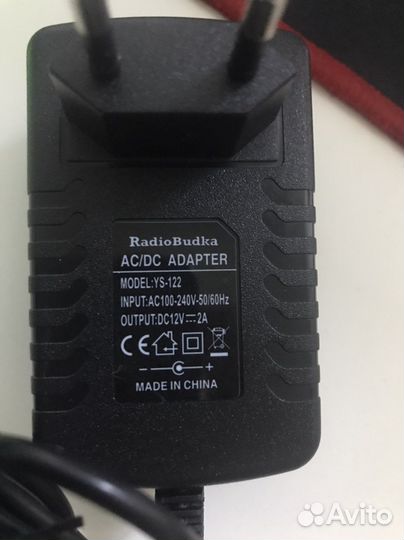 RadioBudka
AC/DC ADAPTER
MODEL:YS-122
INPUT:AC100-240V-50/60Hz
OUTPUT:DC12V⎓2A
CE
- +
MADE IN CHINA
Avito